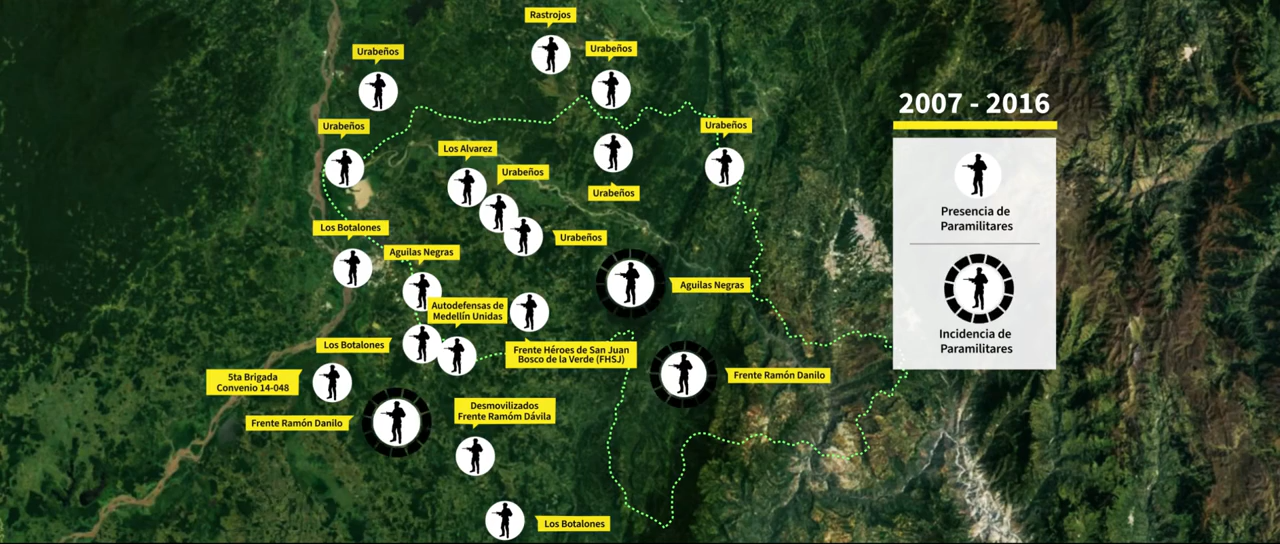 Rastrojos
Urabeños
Urabeños
Urabeños
Urabeños
Los Alvarez
Urabeños
Urabeños
Urabeños
Los Botalones
Aguilas Negras
Aguilas Negras
Autodefensas de
Medellín Unidas
Los Botalones
Frente Héroes de San Juan
Bosco de la Verde (FHSJ)
5ta Brigada
Convenio 14-048
Frente Ramón Danilo
Frente Ramón Danilo
Desmovilizados
Frente Ramóm Dávila
Los Botalones
2007 - 2016
Presencia de
Paramilitares
Incidencia de
Paramilitares